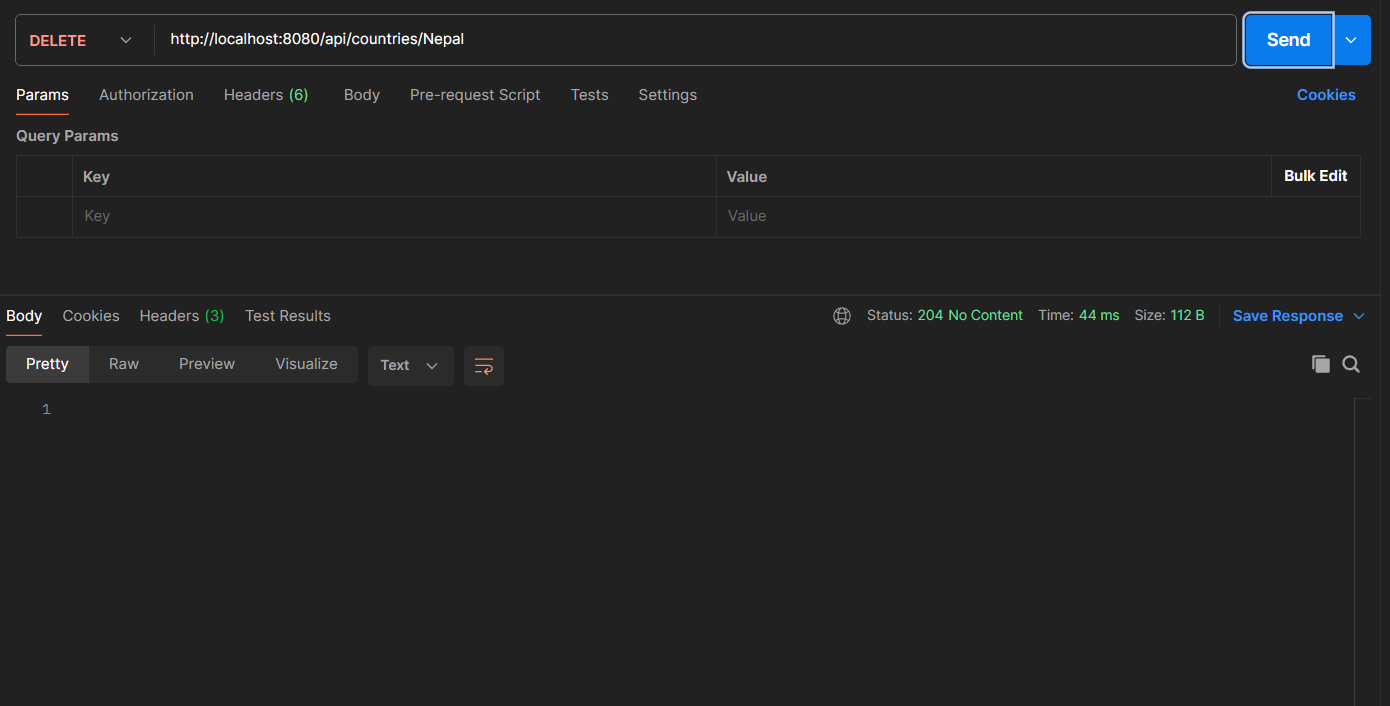 DELETE http://localhost:8080/api/countries/Nepal Send
Params Authorization Headers (6) Body Pre-request Script Tests Settings Cookies
Query Params
Key Value Bulk Edit
Key Value
Body Cookies Headers (3) Test Results Status: 204 No Content Time: 44 ms Size: 112 B Save Response
Pretty Raw Preview Visualize Text
1